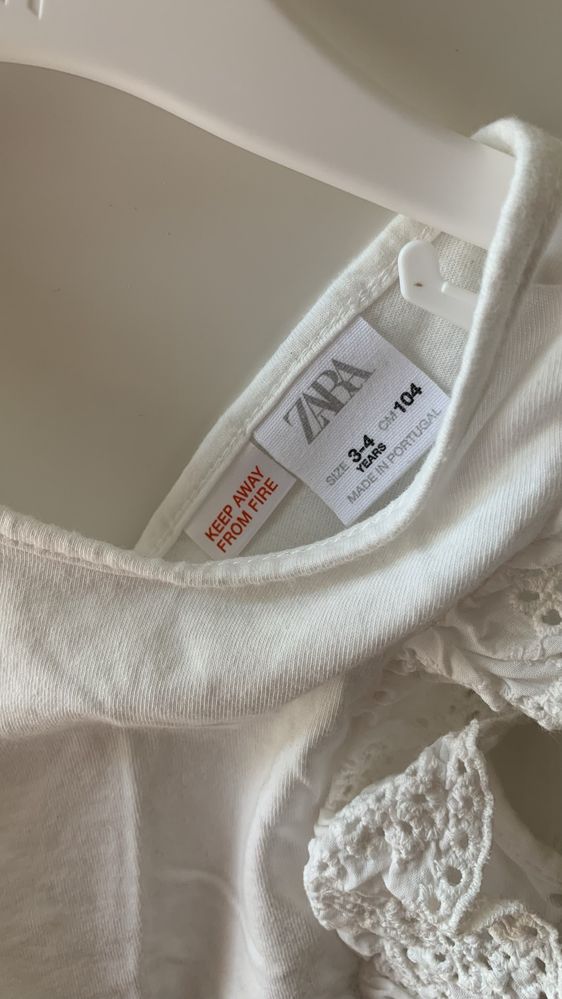 ZARA
SIZE 3-4 YEARS CM 104
MADE IN PORTUGAL
KEEP AWAY
FROM FIRE